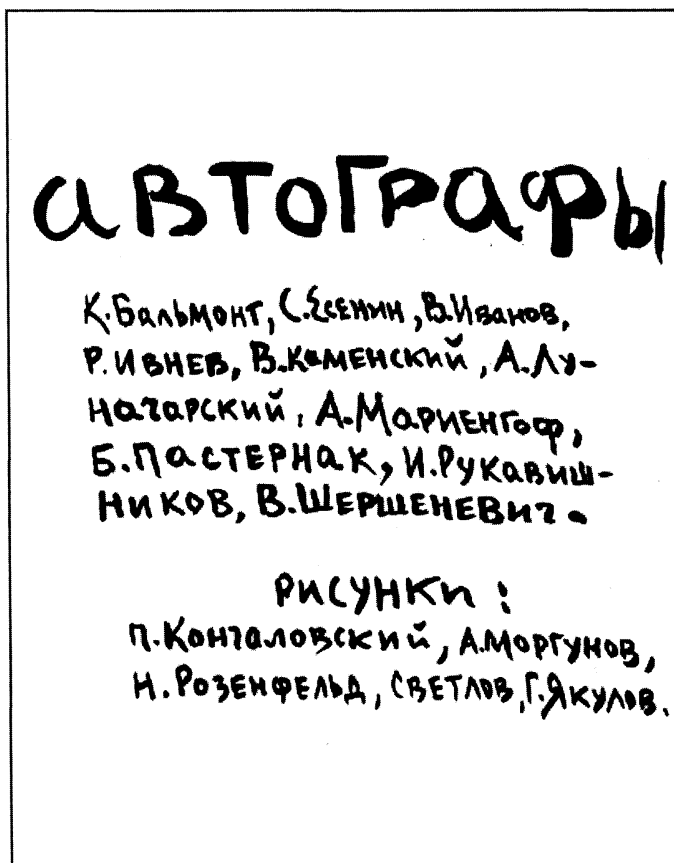 автографы
К. Бальмонт, С. Есенин, В. Иванов,
Р. Ивнев, В. Каменский, А. Лу-
начарский, А. Мариенгоф,
Б. Пастернак, И. Рукавиш-
ников, В. Шершеневич.
рисунки:
П. Кончаловский, А. Моргунов,
Н. Розенфельд, Светлов, Г. Якулов.